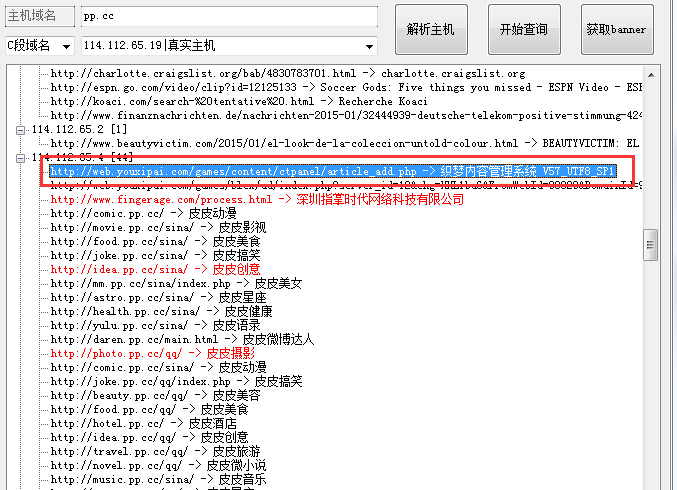 主机域名 pp.cc 解析主机 开始查询 获取banner
C段域名 114.112.65.19|真实主机
http://charlotte.craigslist.org/bab/4830783701.html -> charlotte.craigslist.org
http://espn.go.com/video/clip?id=12125133 -> Soccer Gods: Five things you missed - ESPN Video - ESP
http://koaci.com/search-%20tentative%20.html -> Recherche Koaci
http://www.finanznachrichten.de/nachrichten-2015-01/32444939-deutsche-telekom-positive-stimmung-424
114.112.65.2 [1]
http://www.beautyvictim.com/2015/01/el-look-de-la-coleccion-untold-colour.html -> BEAUTYVICTIM: EL
114.112.65.4 [44]
http://web.youxipai.com/games/content/ctpanel/article_add.php -> 织梦内容管理系统 V57_UTF8_SP1
http://www.fingerage.com/process.html -> 深圳指掌时代网络科技有限公司
http://comic.pp.cc/ -> 皮皮动漫
http://movie.pp.cc/sina/ -> 皮皮影视
http://food.pp.cc/sina/ -> 皮皮美食
http://joke.pp.cc/sina/ -> 皮皮搞笑
http://idea.pp.cc/sina/ -> 皮皮创意
http://mm.pp.cc/sina/index.php -> 皮皮美女
http://astro.pp.cc/sina/ -> 皮皮星座
http://health.pp.cc/sina/ -> 皮皮健康
http://yulu.pp.cc/sina/ -> 皮皮语录
http://daren.pp.cc/main.html -> 皮皮微博达人
http://photo.pp.cc/qq/ -> 皮皮摄影
http://comic.pp.cc/sina/ -> 皮皮动漫
http://joke.pp.cc/qq/index.php -> 皮皮搞笑
http://beauty.pp.cc/qq/ -> 皮皮美容
http://food.pp.cc/qq/ -> 皮皮美食
http://hotel.pp.cc/ -> 皮皮酒店
http://idea.pp.cc/qq/ -> 皮皮创意
http://travel.pp.cc/qq/ -> 皮皮旅游
http://novel.pp.cc/qq/ -> 皮皮微小说
http://music.pp.cc/sina/ -> 皮皮音乐